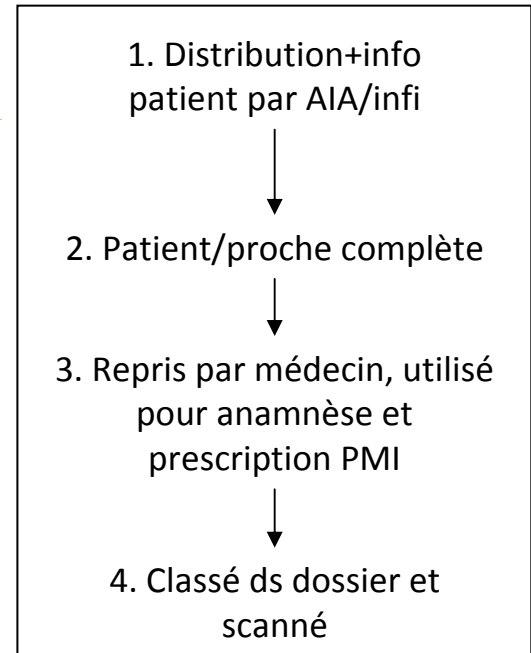 1. Distribution+info
patient par AIA/infi
2. Patient/proche complète
3. Repris par médecin, utilisé
pour anamnèse et
prescription PMI
4. Classé ds dossier et
scanné